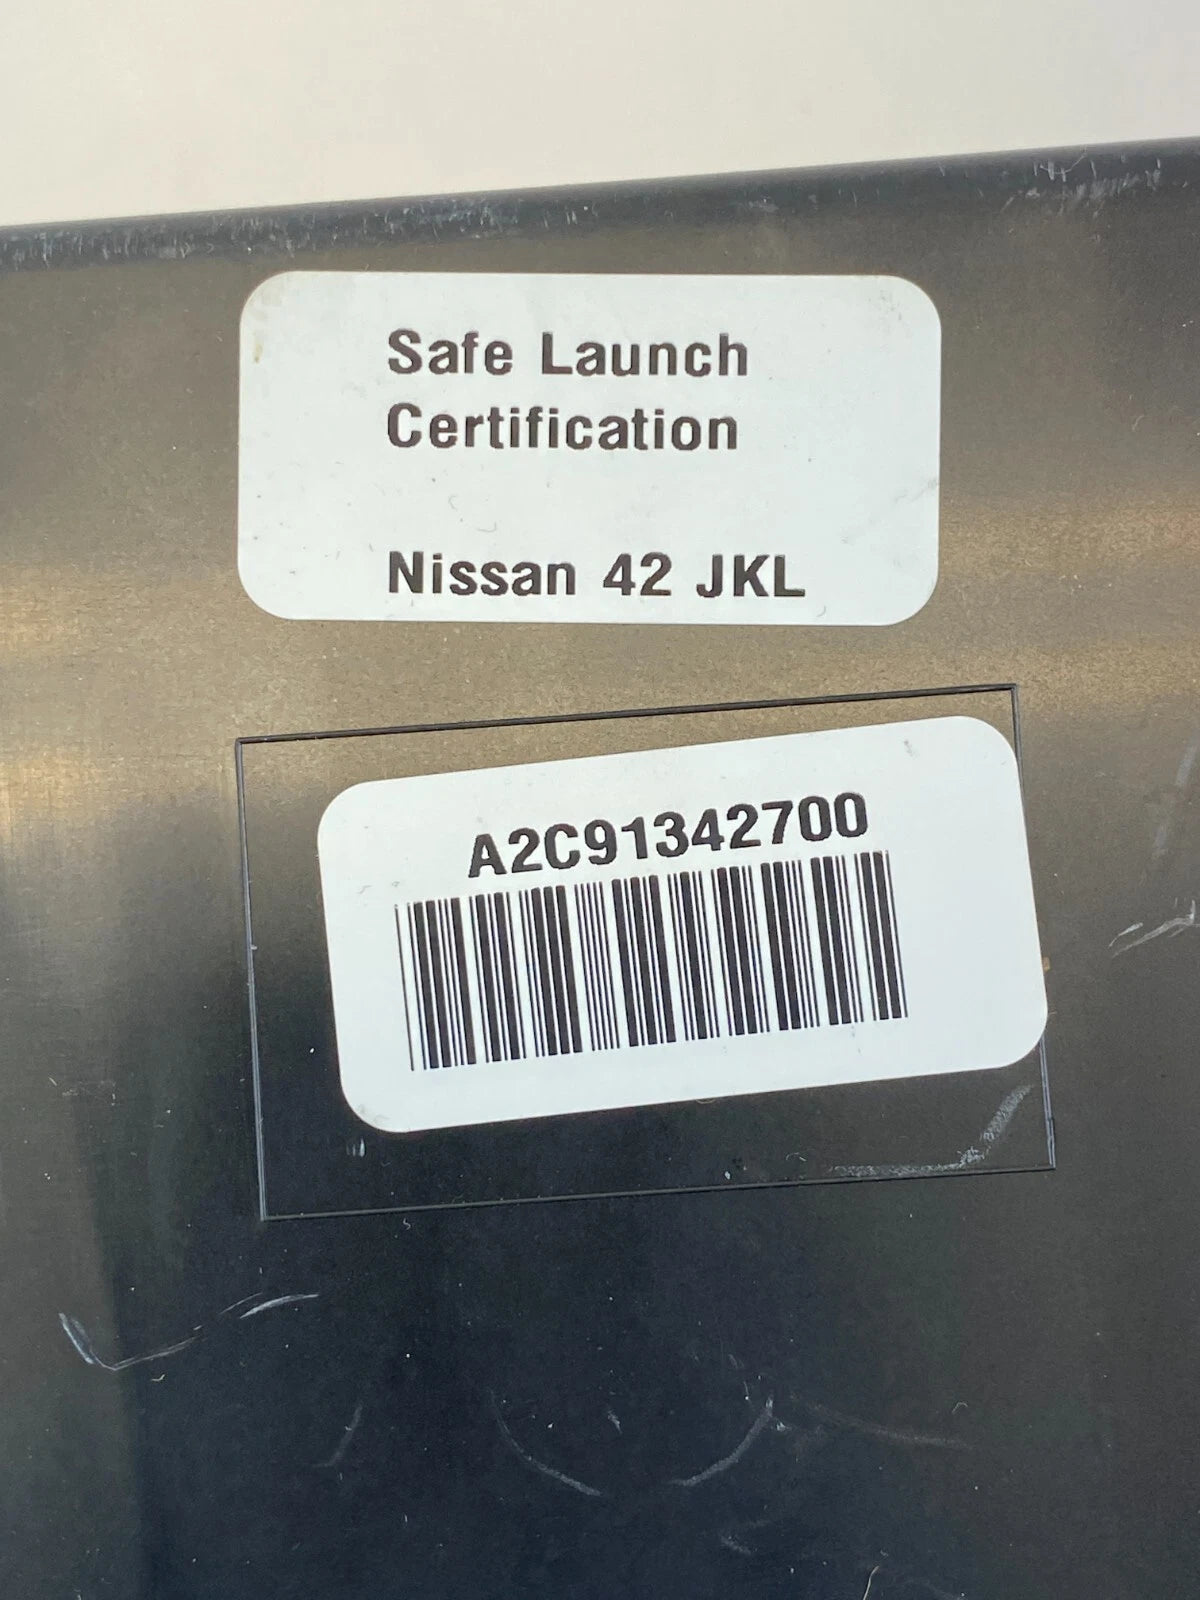 Safe Launch
Certification
Nissan 42 JKL
A2C91342700